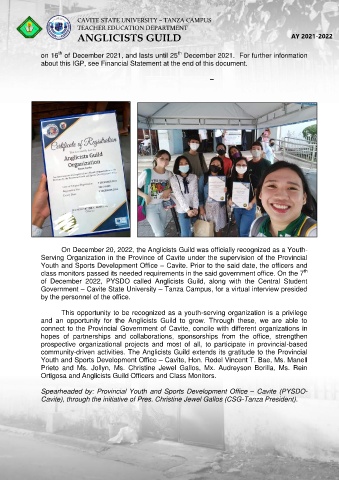 CAVITE STATE UNIVERSITY – TANZA CAMPUS
TEACHER EDUCATION DEPARTMENT
ANGLICISTS GUILD
AY 2021-2022
on 16th of December 2021, and lasts until 25th December 2021. For further information
about this IGP, see Financial Statement at the end of this document.
–
Certificate of Registration
Anglicists Guild
Organization
On December 20, 2022, the Anglicists Guild was officially recognized as a Youth-
Serving Organization in the Province of Cavite under the supervision of the Provincial
Youth and Sports Development Office – Cavite. Prior to the said date, the officers and
class monitors passed its needed requirements in the said government office. On the 7th
of December 2022, PYSDO called Anglicists Guild, along with the Central Student
Government – Cavite State University – Tanza Campus, for a virtual interview presided
by the personnel of the office.
This opportunity to be recognized as a youth-serving organization is a privilege
and an opportunity for the Anglicists Guild to grow. Through these, we are able to
connect to the Provincial Government of Cavite, concile with different organizations in
hopes of partnerships and collaborations, sponsorships from the office, strengthen
prospective organizational projects and most of all, to participate in provincial-based
community-driven activities. The Anglicists Guild extends its gratitude to the Provincial
Youth and Sports Development Office – Cavite, Hon. Rodel Vincent T. Bae, Ms. Manell
Prieto and Ms. Jollyn, Ms. Christine Jewel Gallos, Mx. Audreyson Borilla, Ms. Rein
Ortigosa and Anglicists Guild Officers and Class Monitors.
Spearheaded by: Provincial Youth and Sports Development Office – Cavite (PYSDO-
Cavite), through the initiative of Pres. Christine Jewel Gallos (CSG-Tanza President).